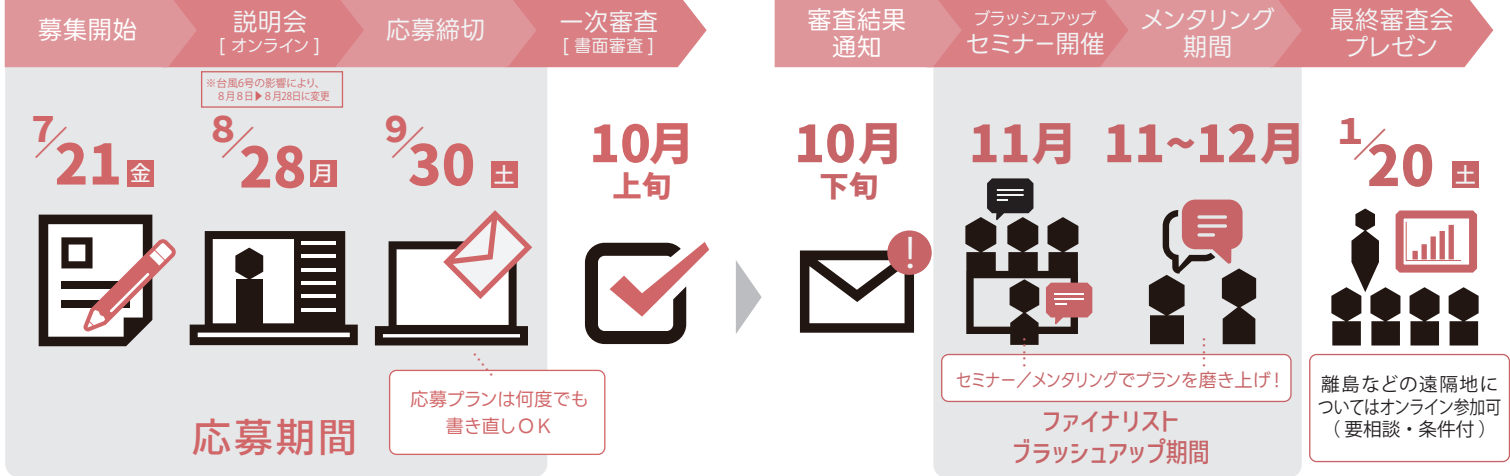 募集開始
説明会
[ オンライン ]
応募締切
一次審査
[ 書面審査 ]
審査結果
通知
ブラッシュアップ
セミナー開催
メンタリング
期間
最終審査会
プレゼン
※台風6号の影響により、
8月8日▶8月28日に変更
7/21 金
8/28 月
9/30 土
10月
上旬
10月
下旬
11月
11~12月
1/20 土
!
応募プランは何度でも
書き直しOK
応募期間
セミナー/メンタリングでプランを磨き上げ!
ファイナリスト
ブラッシュアップ期間
離島などの遠隔地に
ついてはオンライン参加可
(要相談・条件付)